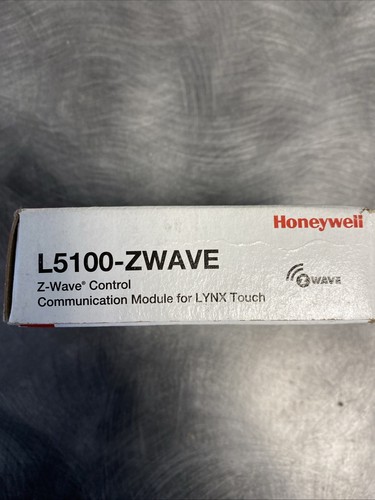 Honeywell
L5100-ZWAVE
Z-Wave® Control
Communication Module for LYNX Touch
Z WAVE